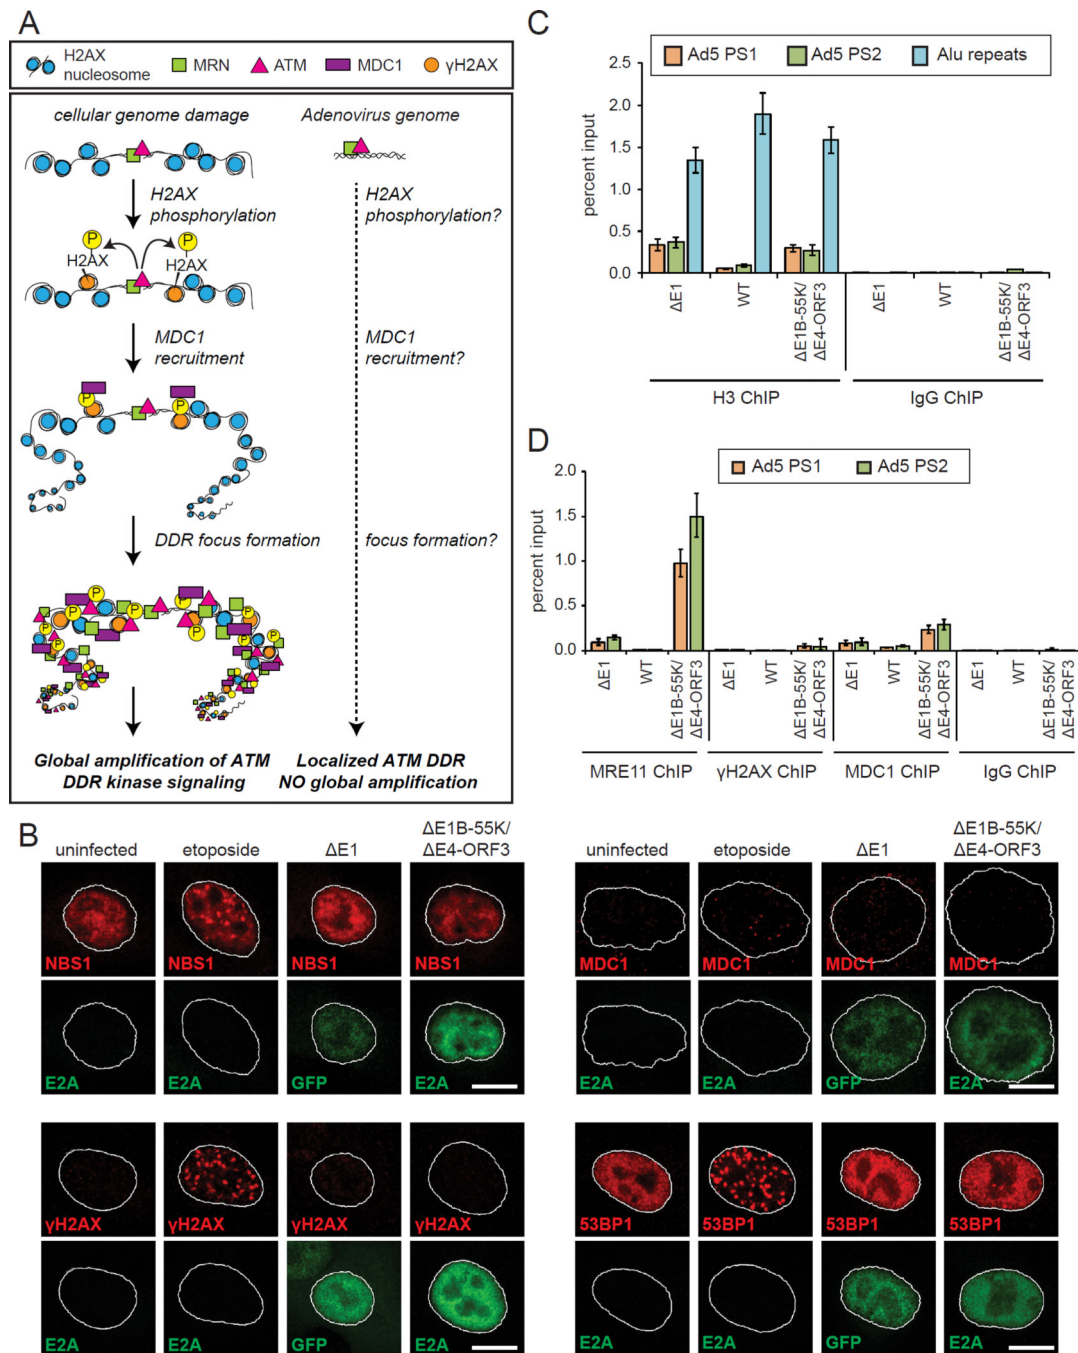 A
H2AX
nucleosome
MRN
ATM
MDC1
γH2AX
cellular genome damage
Adenovirus genome
H2AX
phosphorylation
H2AX
phosphorylation?
P
P
H2AX
H2AX
MDC1
recruitment
MDC1
recruitment?
P
P
DDR focus formation
focus formation?
P
P
P
P
P
P
P
P
P
Global amplification of ATM
DDR kinase signaling
Localized ATM DDR
NO global amplification
C
Ad5 PS1
Ad5 PS2
Alu repeats
percent input
2.5
2.0
1.5
1.0
0.5
0.0
ΔE1
WT
ΔE1B-55K/
ΔE4-ORF3
ΔE1
WT
ΔE1B-55K/
ΔE4-ORF3
H3 ChIP
IgG ChIP
D
Ad5 PS1
Ad5 PS2
percent input
2.0
1.5
1.0
0.5
0.0
ΔE1
WT
ΔE1B-55K/
ΔE4-ORF3
ΔE1
WT
ΔE1B-55K/
ΔE4-ORF3
ΔE1
WT
ΔE1B-55K/
ΔE4-ORF3
ΔE1
WT
ΔE1B-55K/
ΔE4-ORF3
MRE11 ChIP
γH2AX ChIP
MDC1 ChIP
IgG ChIP
B
uninfected
etoposide
ΔE1
ΔE1B-55K/
ΔE4-ORF3
NBS1
NBS1
NBS1
NBS1
E2A
E2A
GFP
E2A
uninfected
etoposide
ΔE1
ΔE1B-55K/
ΔE4-ORF3
MDC1
MDC1
MDC1
MDC1
E2A
E2A
GFP
E2A
γH2AX
γH2AX
γH2AX
γH2AX
E2A
E2A
GFP
E2A
53BP1
53BP1
53BP1
53BP1
E2A
E2A
GFP
E2A